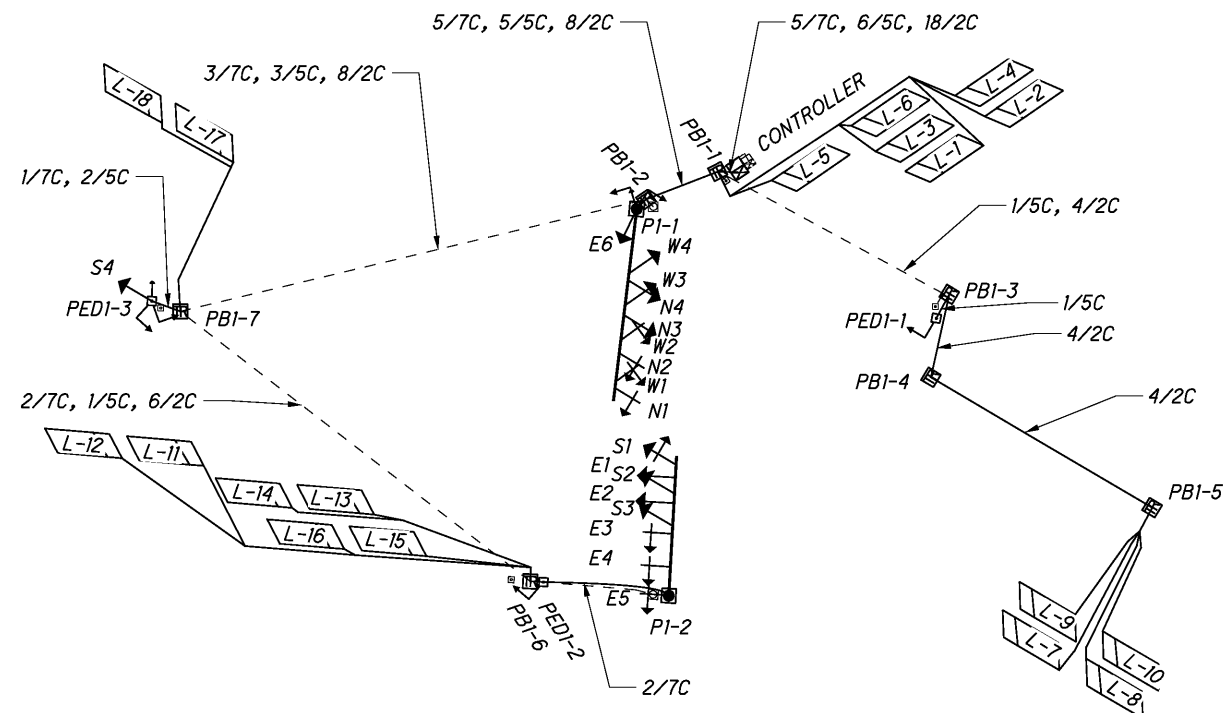 5/7C, 5/5C, 8/2C
5/7C, 6/5C, 18/2C
3/7C, 3/5C, 8/2C
L-18
L-17
CONTROLLER
L-4
L-2
L-6
L-3
L-1
L-5
PB1-1
PB1-2
1/7C, 2/5C
P1-1
E6
W4
W3
N4
N3
W2
N2
W1
N1
1/5C, 4/2C
S4
PED1-3
PB1-7
PB1-3
1/5C
PED1-1
4/2C
PB1-4
4/2C
2/7C, 1/5C, 6/2C
L-12
L-11
L-14
L-13
L-16
L-15
S1
E1
S2
E2
S3
E3
E4
E5
P1-2
PB1-5
PB1-6
PED1-2
2/7C
L-9
L-7
L-10
L-8